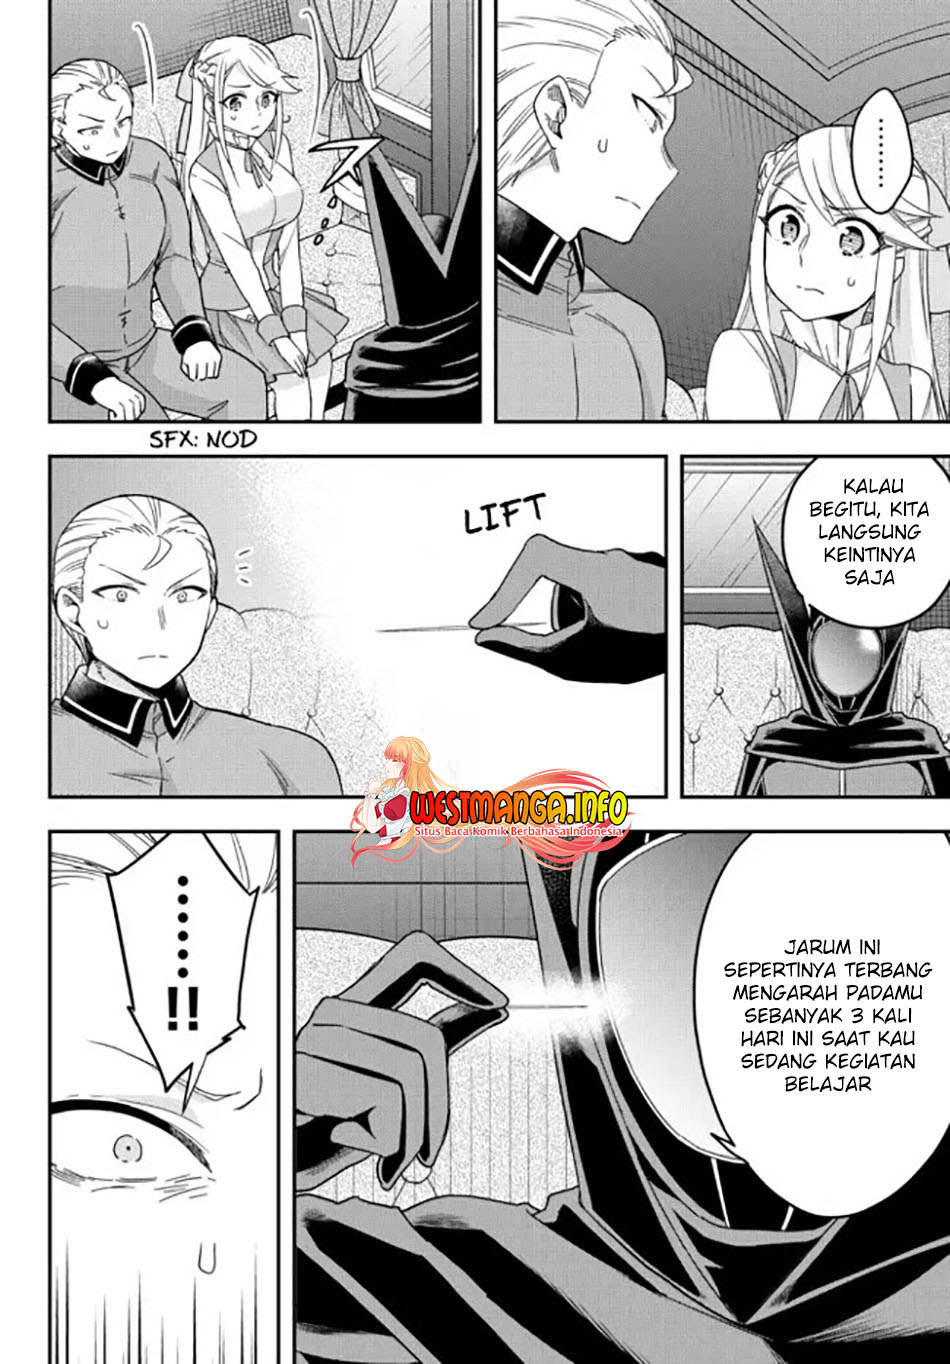 ........
SFX: NOD
LIFT
KALAU
BEGITU, KITA
LANGSUNG
KEINTINYA
SAJA
WESTMANGA.INFO
Situs Baca Komik Berbahasa Indonesia
......!!
JARUM INI
SEPERTINYA TERBANG
MENGARAH PADAMU
SEBANYAK 3 KALI
HARI INI SAAT KAU
SEDANG KEGIATAN
BELAJAR